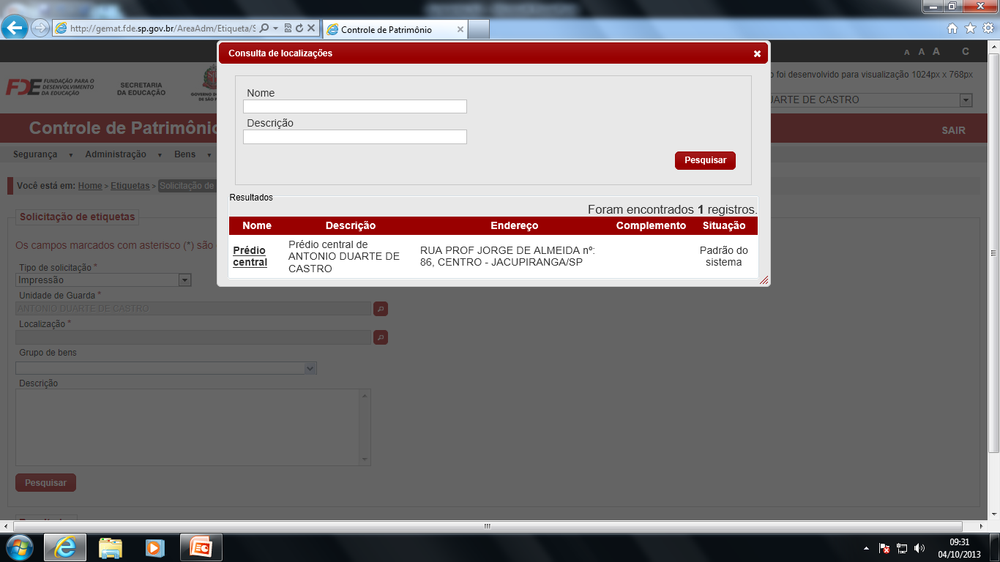 http://gemat.fde.sp.gov.br/AreaAdm/Etiqueta/S
Controle de Patrimônio
Consulta de localizações
A A A C
FDE FUNDAÇÃO PARA O
DESENVOLVIMENTO
DA EDUCAÇÃO
SECRETARIA
DA EDUCAÇÃO
GOVERNO D
DE SÃO P
o foi desenvolvido para visualização 1024px x 768px
UARTE DE CASTRO
Controle de Patrimônio
SAIR
Segurança
Administração
Bens
Você está em: Home > Etiquetas > Solicitação de
Nome
Descrição
Pesquisar
Resultados
Foram encontrados 1 registros.
Nome Descrição Endereço Complemento Situação
Prédio central
Prédio central de
ANTONIO DUARTE DE
CASTRO
RUA PROF JORGE DE ALMEIDA nº:
86, CENTRO - JACUPIRANGA/SP
Padrão do
sistema
Solicitação de etiquetas
Os campos marcados com asterisco (*) são
Tipo de solicitação *
Impressão
Unidade de Guarda *
ANTONIO DUARTE DE CASTRO
Localização *
Grupo de bens
Descrição
Pesquisar
09:31
04/10/2013